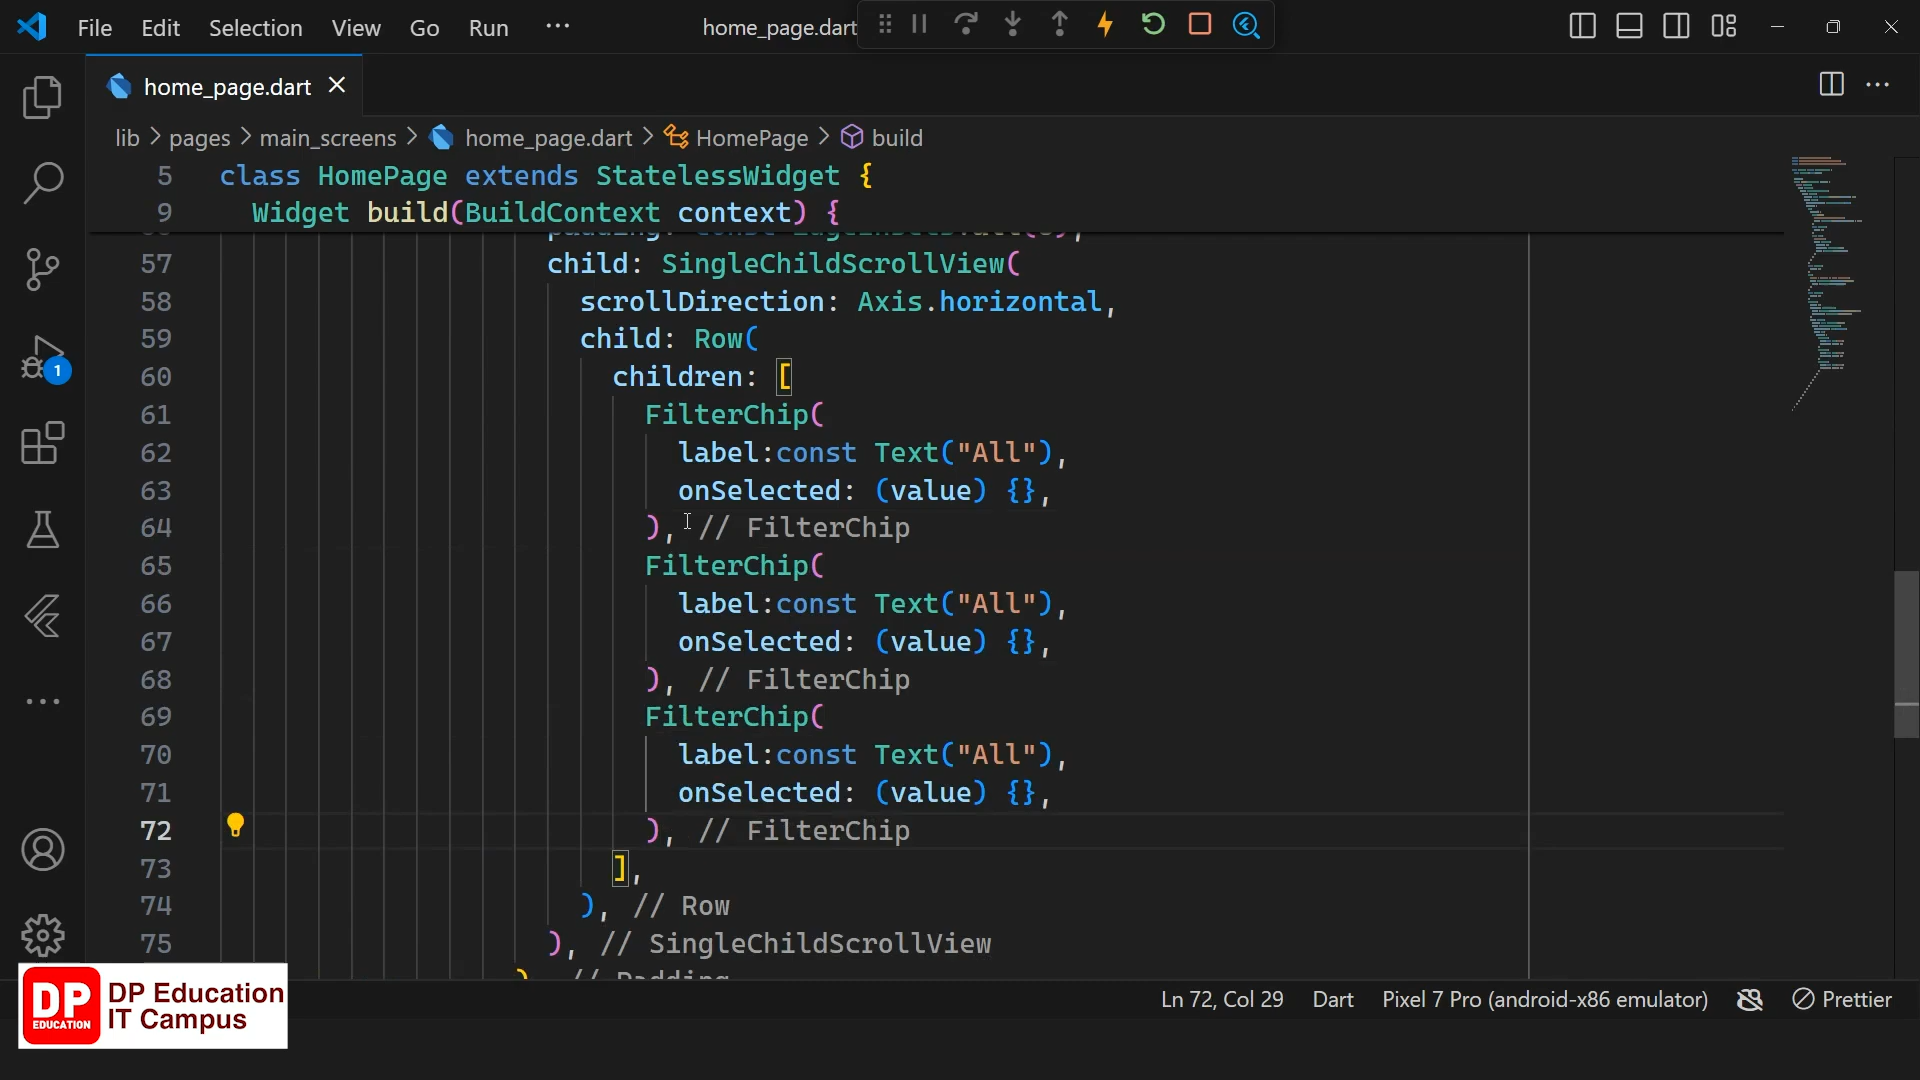 File Edit Selection View Go Run ··· home_page.dart
home_page.dart
lib > pages > main_screens > home_page.dart > HomePage > build
5 class HomePage extends StatelessWidget {
9 Widget build(BuildContext context) {
57 child: SingleChildScrollView(
58 scrollDirection: Axis.horizontal,
59 child: Row(
60 children: [
61 FilterChip(
62 label:const Text("All"),
63 onSelected: (value) {},
64 ), // FilterChip
65 FilterChip(
66 label:const Text("All"),
67 onSelected: (value) {},
68 ), // FilterChip
69 FilterChip(
70 label:const Text("All"),
71 onSelected: (value) {},
72 ), // FilterChip
73 ],
74 ), // Row
75 ), // SingleChildScrollView
1
DP EDUCATION
DP Education
IT Campus
Ln 72, Col 29 Dart Pixel 7 Pro (android-x86 emulator) Prettier